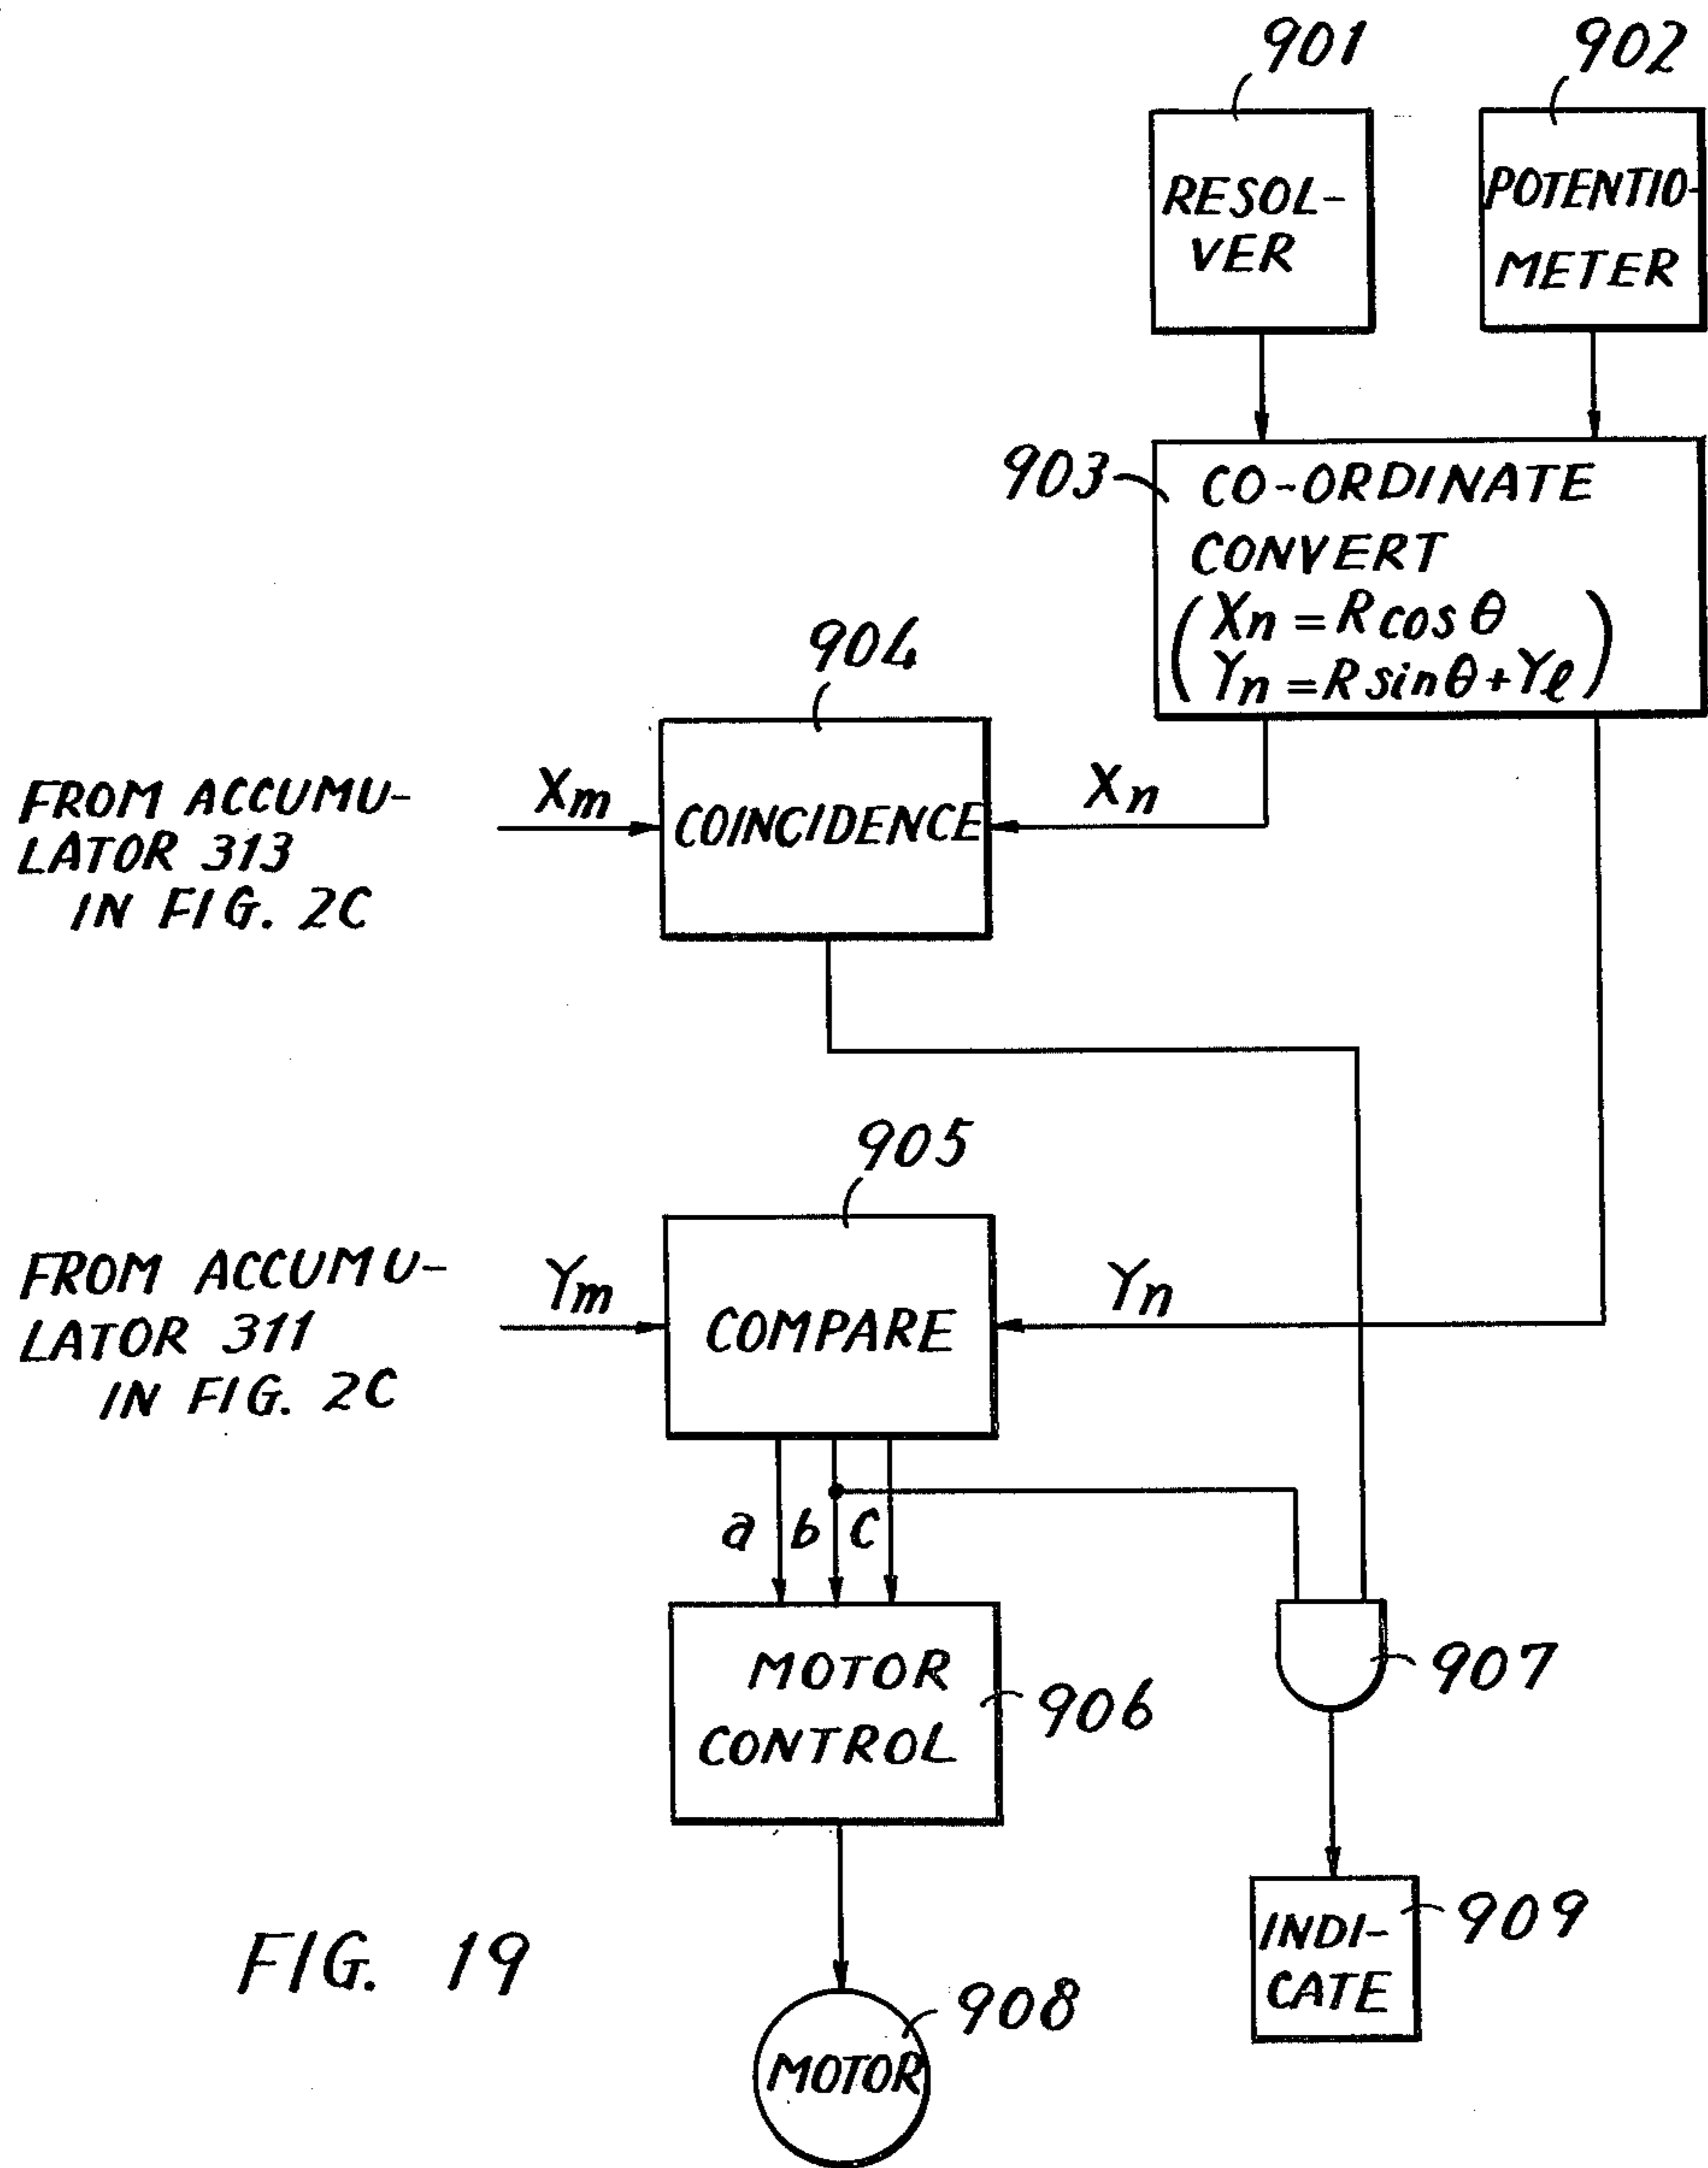 901
902
RESOL-
VER
POTENTIO-
METER
903
CO-ORDINATE
CONVERT
(Xn = R cos θ
Yn = R sin θ + Yℓ)
904
FROM ACCUMU-
LATOR 313
IN FIG. 2C
Xm
COINCIDENCE
Xn
905
FROM ACCUMU-
LATOR 311
IN FIG. 2C
Ym
COMPARE
Yn
a b c
MOTOR
CONTROL
906
907
INDI-
CATE
909
908
MOTOR
FIG. 19